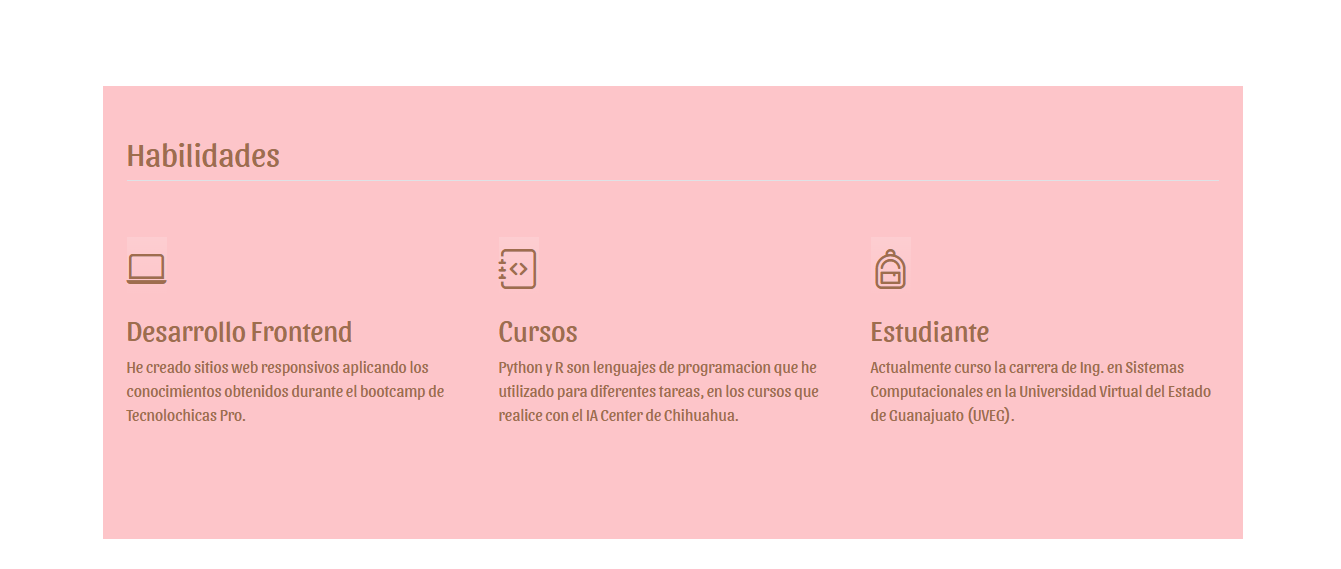 Habilidades
Desarrollo Frontend
He creado sitios web responsivos aplicando los
conocimientos obtenidos durante el bootcamp de
Tecnolochicas Pro.
Cursos
Python y R son lenguajes de programacion que he
utilizado para diferentes tareas, en los cursos que
realice con el IA Center de Chihuahua.
Estudiante
Actualmente curso la carrera de Ing. en Sistemas
Computacionales en la Universidad Virtual del Estado
de Guanajuato (UVEG).